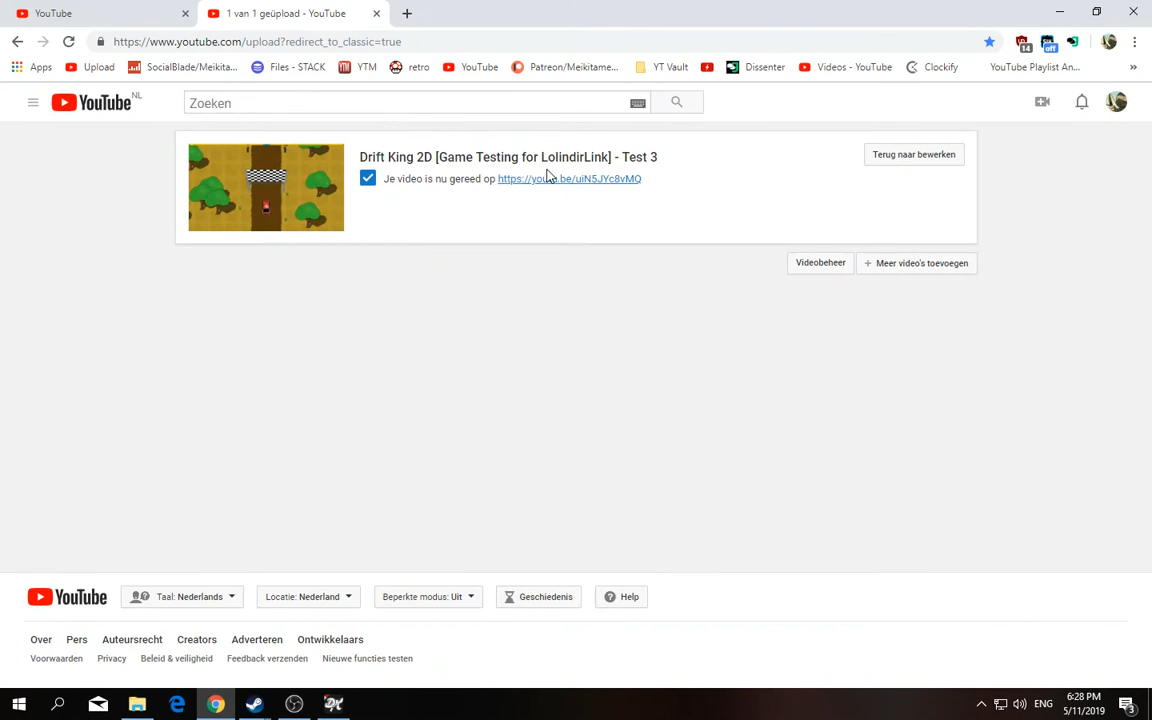 YouTube
1 van 1 geüpload - YouTube
https://www.youtube.com/upload?redirect_to_classic=true
Apps Upload SocialBlade/Meikita... Files - STACK YTM retro YouTube Patreon/Meikitame... YT Vault Dissenter Videos - YouTube Clockify YouTube Playlist An...
14 off
YouTube NL
Zoeken
Drift King 2D [Game Testing for LolindirLink] - Test 3
Terug naar bewerken
Je video is nu gereed op
Videobeheer + Meer video's toevoegen
YouTube Taal: Nederlands Locatie: Nederland Beperkte modus: Uit Geschiedenis Help
Over Pers Auteursrecht Creators Adverteren Ontwikkelaars
Voorwaarden Privacy Beleid & veiligheid Feedback verzenden Nieuwe functies testen
ENG
6:28 PM
5/11/2019
3